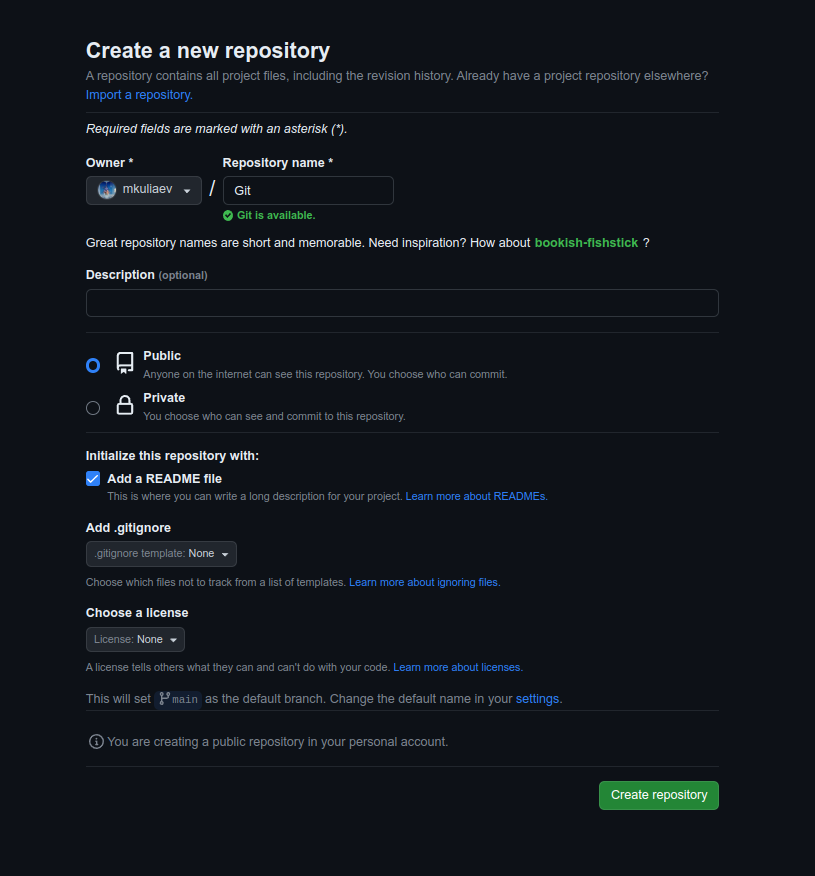 Create a new repository
A repository contains all project files, including the revision history. Already have a project repository elsewhere?
Import a repository.
Required fields are marked with an asterisk (*).
Owner * Repository name *
mkuliaev / Git
Git is available.
Great repository names are short and memorable. Need inspiration? How about bookish-fishstick ?
Description (optional)
Public
Anyone on the internet can see this repository. You choose who can commit.
Private
You choose who can see and commit to this repository.
Initialize this repository with:
Add a README file
This is where you can write a long description for your project. Learn more about READMEs.
Add .gitignore
.gitignore template: None
Choose which files not to track from a list of templates. Learn more about ignoring files.
Choose a license
License: None
A license tells others what they can and can't do with your code. Learn more about licenses.
This will set main as the default branch. Change the default name in your settings.
You are creating a public repository in your personal account.
Create repository